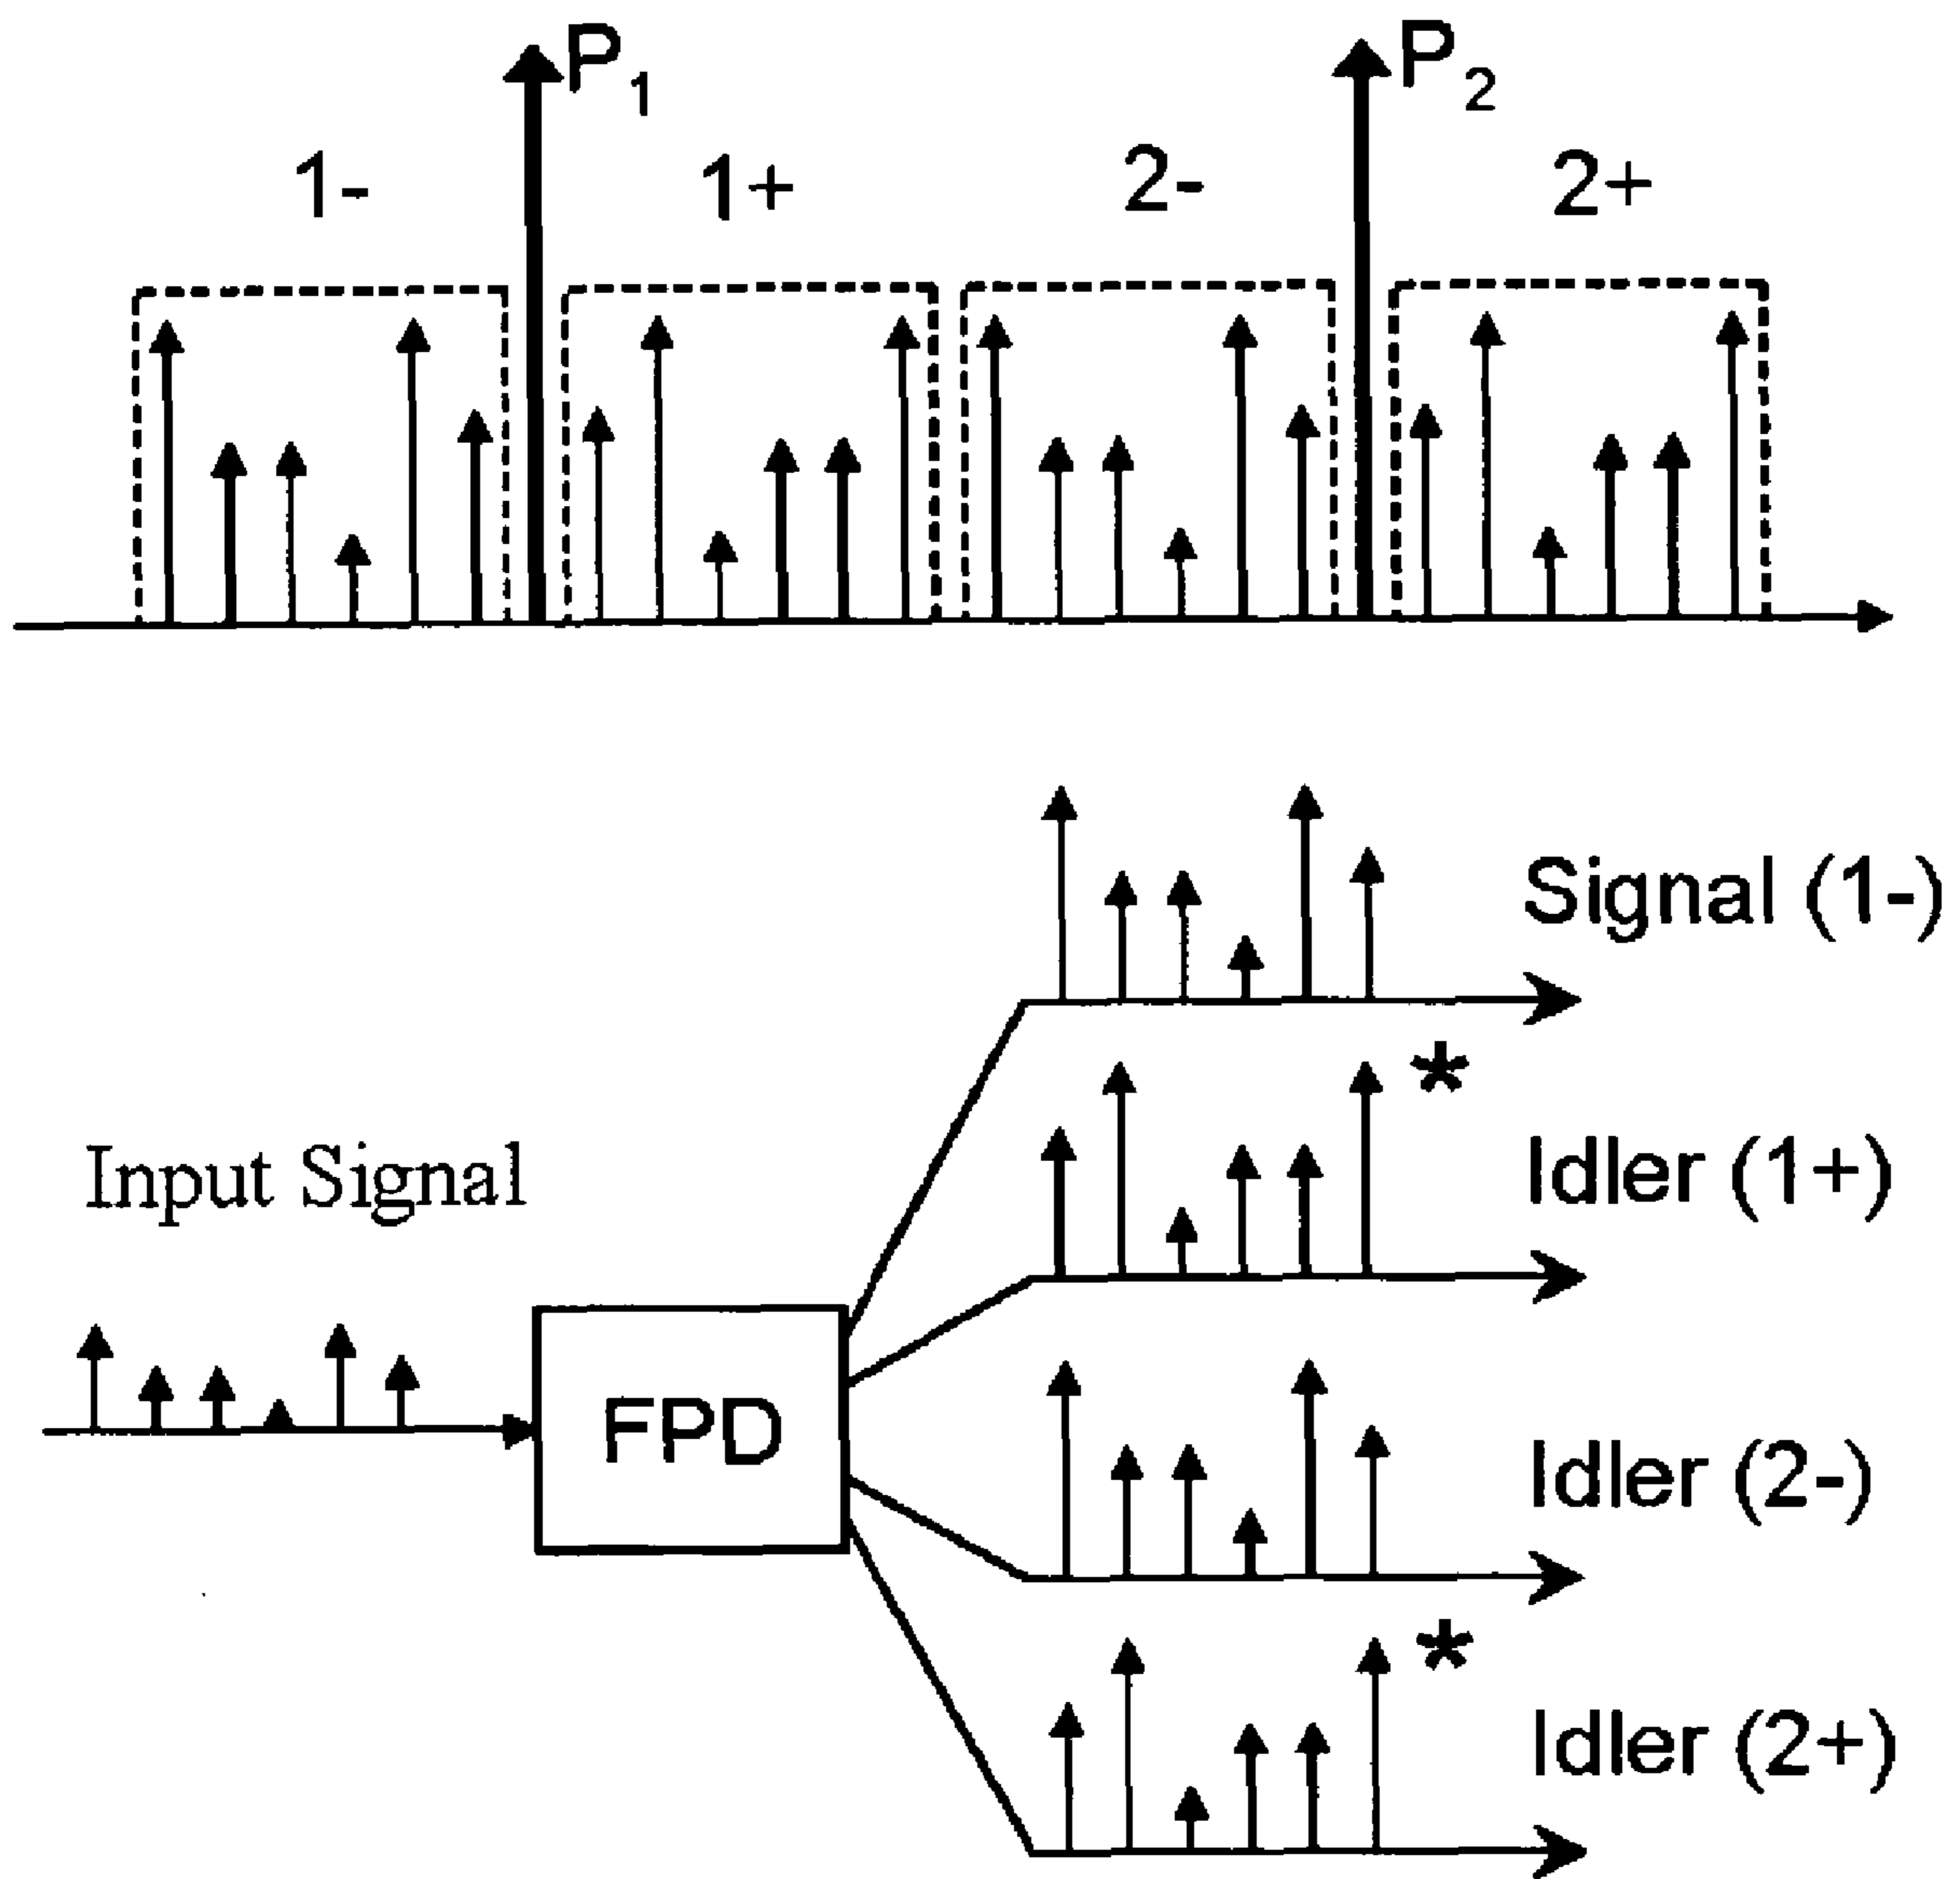 P1
P2
1-
1+
2-
2+
Signal (1-)
*
Idler (1+)
Input Signal
FPD
Idler (2-)
*
Idler (2+)